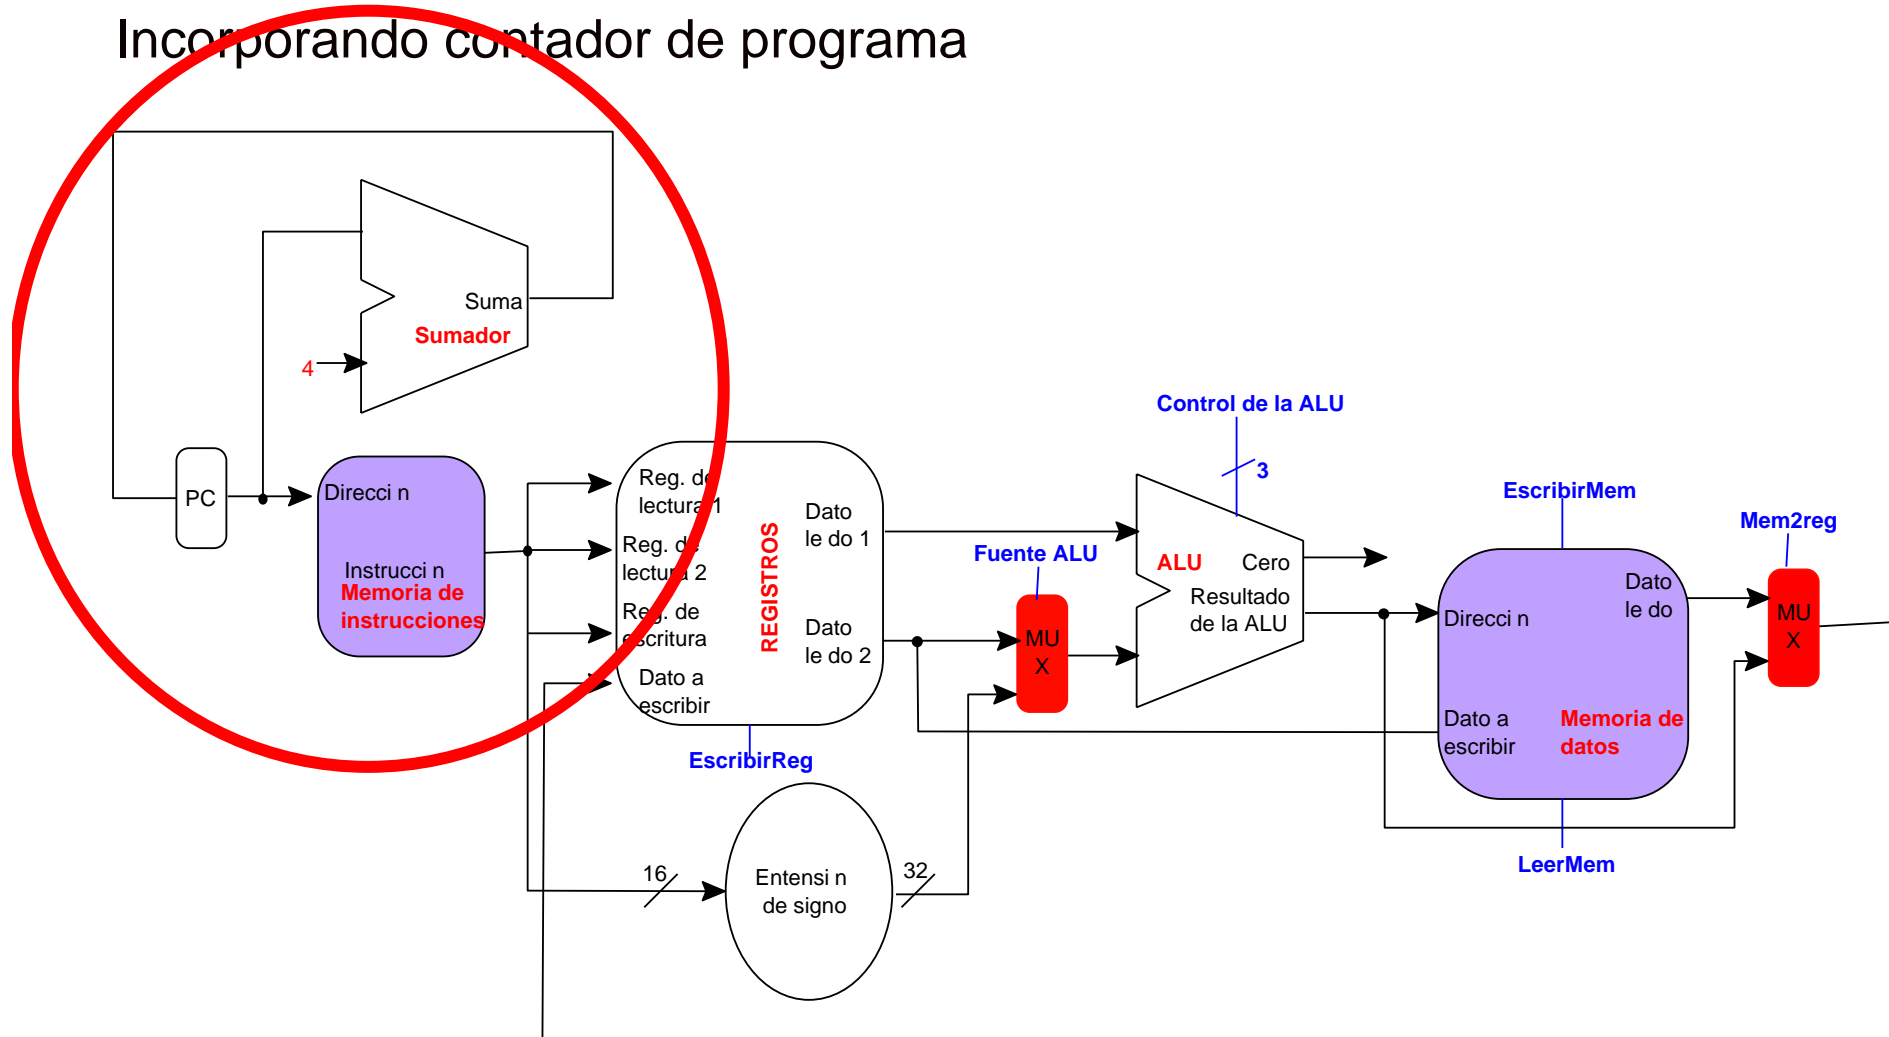 Incorporando contador de programa
Suma
Sumador
4
PC
Direcci n
Instrucci n
Memoria de
instrucciones
Reg. de
lectura 1
Reg. de
lectura 2
Reg. de
escritura
Dato a
escribir
REGISTROS
Dato
le do 1
Dato
le do 2
EscribirReg
16
Entensi n
de signo
32
Fuente ALU
MU
X
Control de la ALU
3
ALU
Cero
Resultado
de la ALU
EscribirMem
Direcci n
Dato
le do
Dato a
escribir
Memoria de
datos
LeerMem
Mem2reg
MU
X